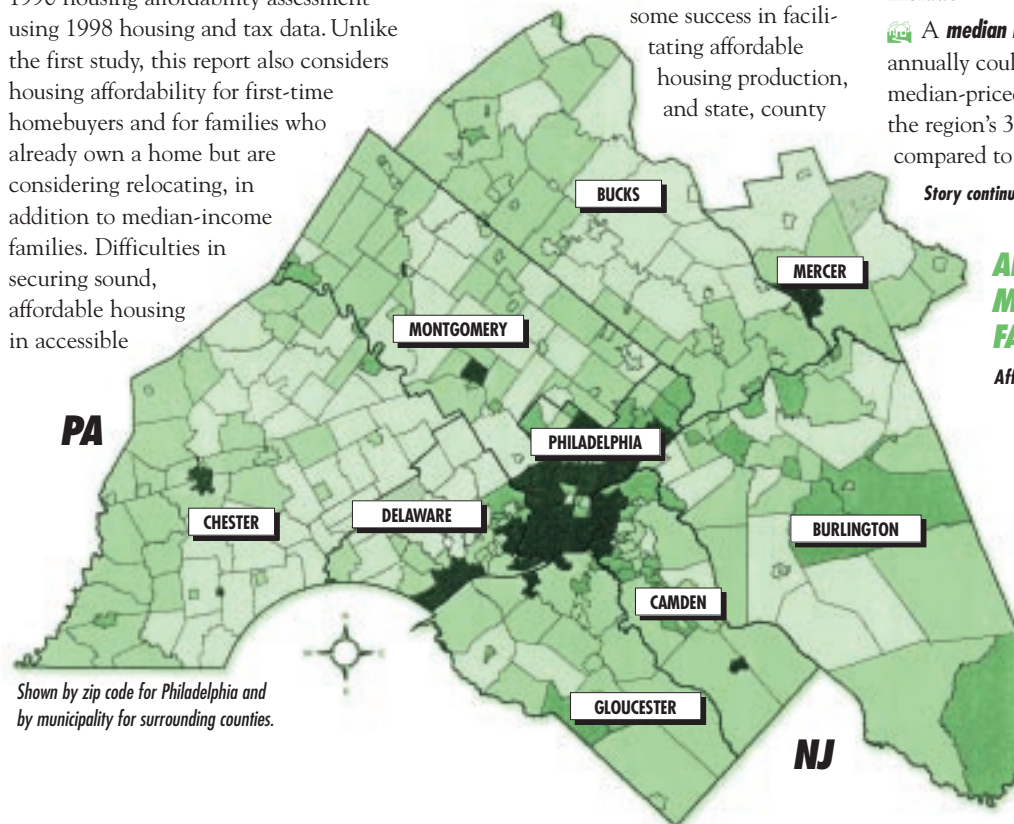 using 1998 housing and tax data. Unlike
the first study, this report also considers
housing affordability for first-time
homebuyers and for families who
already own a home but are
considering relocating, in
addition to median-income
families. Difficulties in
securing sound,
affordable housing
in accessible
some success in facili-
tating affordable
housing production,
and state, county
A median
annually coul
median-priced
the region's 3
compared to
Story continu
BUCKS
MERCER
MONTGOMERY
PA
PHILADELPHIA
CHESTER
DELAWARE
BURLINGTON
CAMDEN
GLOUCESTER
NJ
Shown by zip code for Philadelphia and
by municipality for surrounding counties.